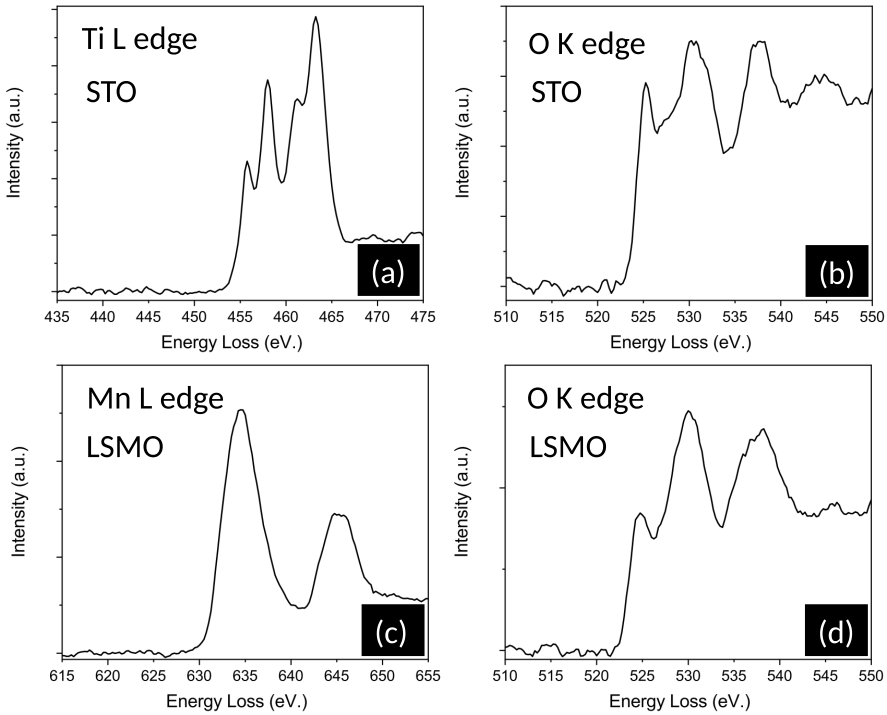 Ti L edge
STO
Intensity (a.u.)
(a)
435 440 445 450 455 460 465 470 475
Energy Loss (eV.)
O K edge
STO
Intensity (a.u.)
(b)
510 515 520 525 530 535 540 545 550
Energy Loss (eV.)
Mn L edge
LSMO
Intensity (a.u.)
(c)
615 620 625 630 635 640 645 650 655
Energy Loss (eV.)
O K edge
LSMO
Intensity (a.u.)
(d)
510 515 520 525 530 535 540 545 550
Energy Loss (eV.)